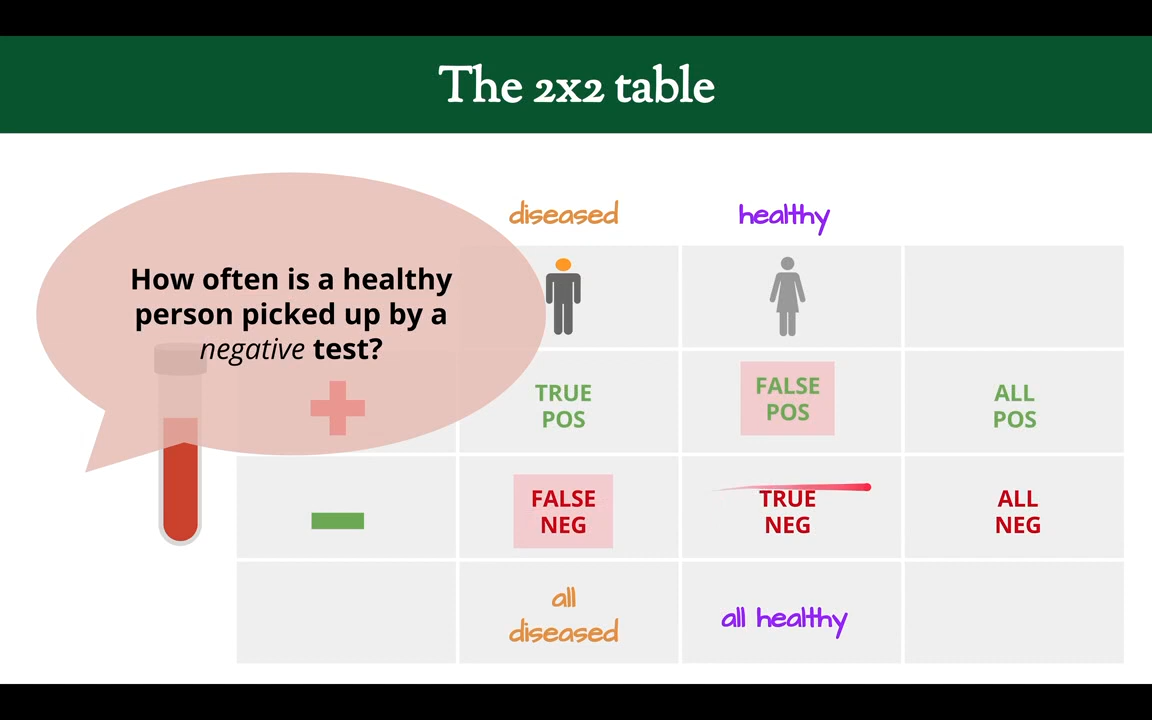 The 2x2 table
diseased
healthy
How often is a healthy
person picked up by a
negative test?
TRUE
POS
FALSE
POS
ALL
POS
FALSE
NEG
TRUE
NEG
ALL
NEG
all
diseased
all healthy